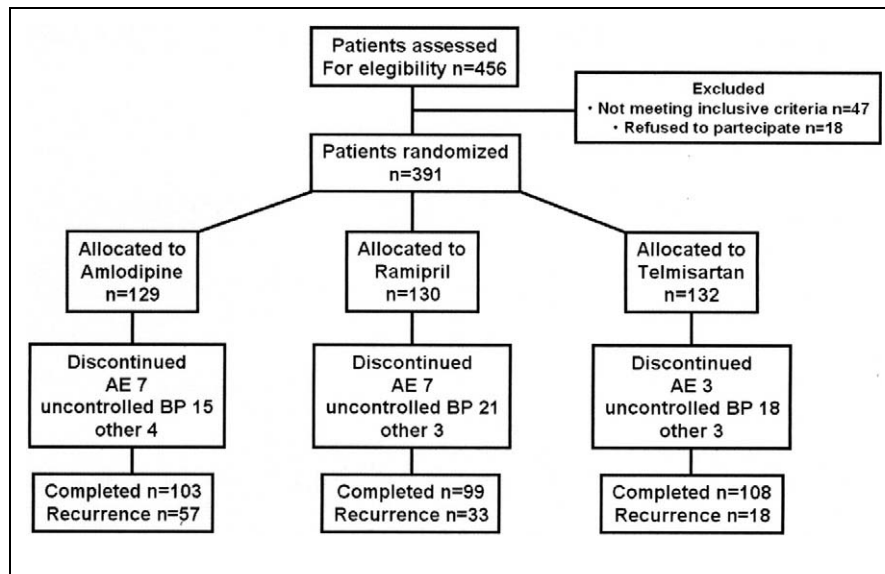 Patients assessed
For elegibility n=456
Excluded
· Not meeting inclusive criteria n=47
· Refused to partecipate n=18
Patients randomized
n=391
Allocated to
Amlodipine
n=129
Allocated to
Ramipril
n=130
Allocated to
Telmisartan
n=132
Discontinued
AE 7
uncontrolled BP 15
other 4
Discontinued
AE 7
uncontrolled BP 21
other 3
Discontinued
AE 3
uncontrolled BP 18
other 3
Completed n=103
Recurrence n=57
Completed n=99
Recurrence n=33
Completed n=108
Recurrence n=18